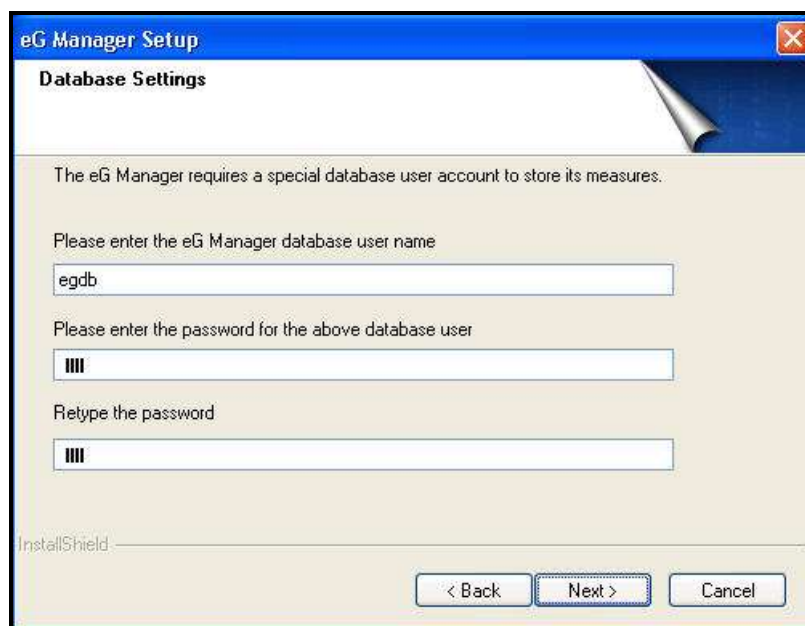 eG Manager Setup
Database Settings
The eG Manager requires a special database user account to store its measures.
Please enter the eG Manager database user name
egdb
Please enter the password for the above database user
Retype the password
InstallShield
< Back Next > Cancel